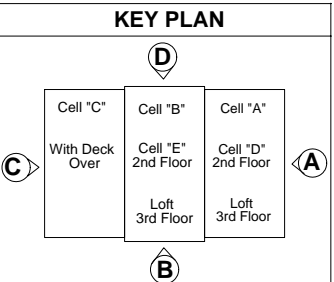 KEY PLAN
D
Cell "C"
With Deck
Over
Cell "B"
Cell "E"
2nd Floor
Loft
3rd Floor
Cell "A"
Cell "D"
2nd Floor
Loft
3rd Floor
C
A
B